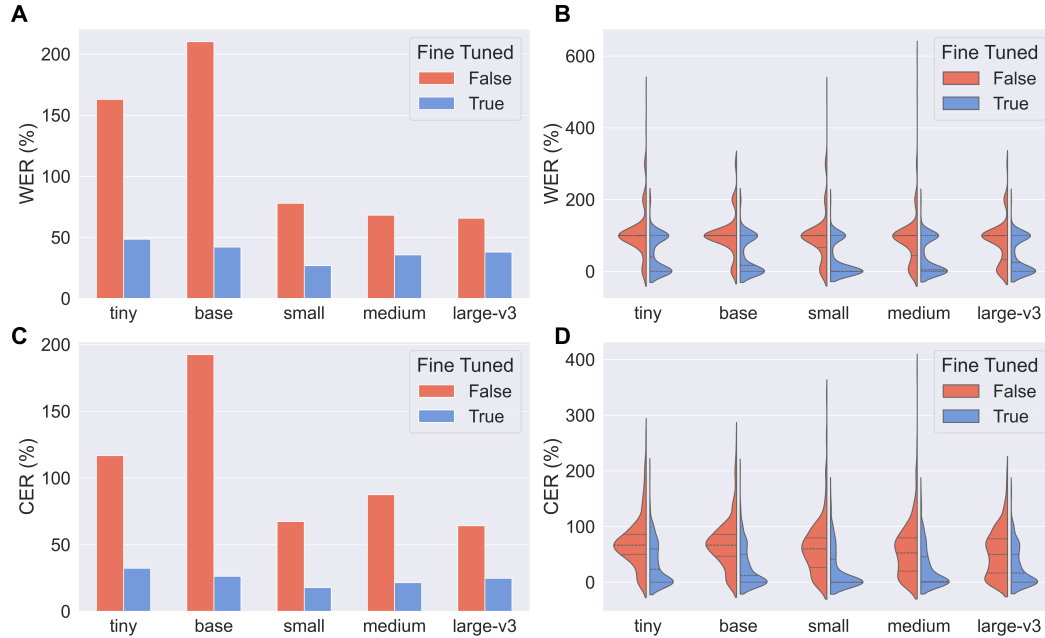 A
WER (%)
200
150
100
50
0
Fine Tuned
False
True
tiny base small medium large-v3
B
WER (%)
600
400
200
0
Fine Tuned
False
True
tiny base small medium large-v3
C
CER (%)
200
150
100
50
0
Fine Tuned
False
True
tiny base small medium large-v3
D
CER (%)
400
300
200
100
0
Fine Tuned
False
True
tiny base small medium large-v3